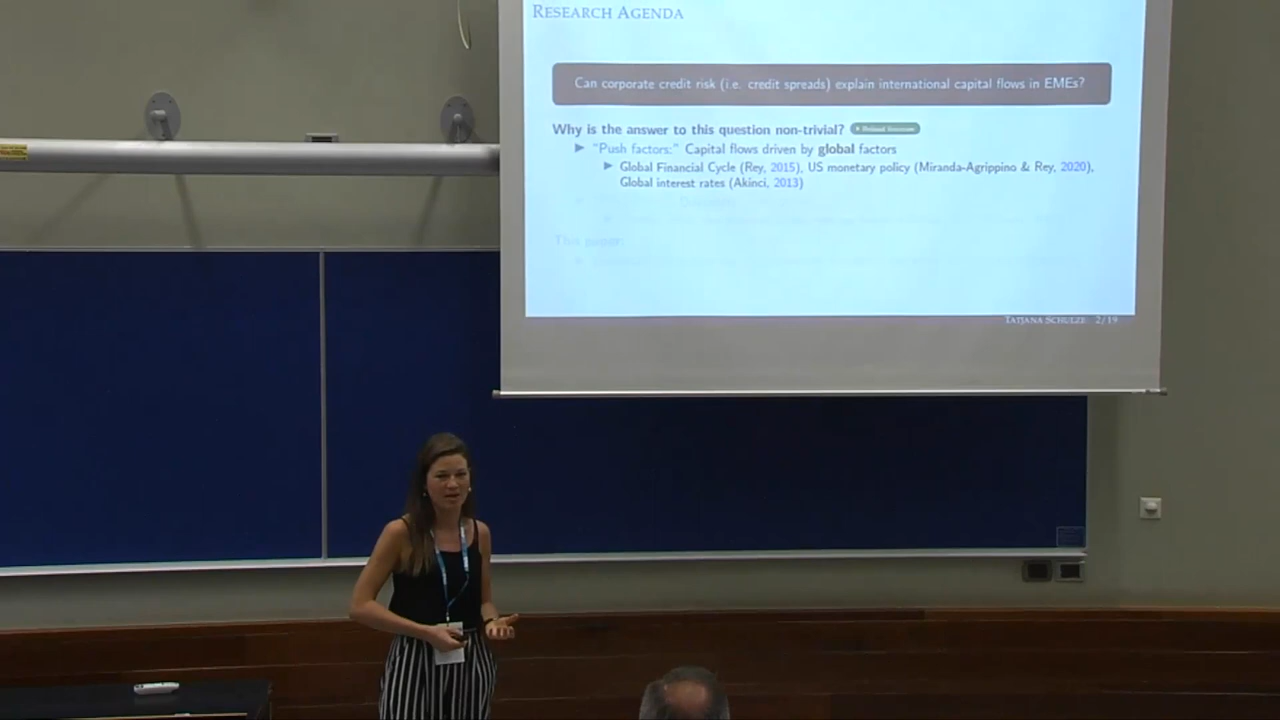 RESEARCH AGENDA
Can corporate credit risk (i.e. credit spreads) explain international capital flows in EMEs?
Why is the answer to this question non-trivial?
▶ "Push factors:" Capital flows driven by global factors
▶ Global Financial Cycle (Rey, 2015), US monetary policy (Miranda-Agrippino & Rey, 2020),
Global interest rates (Akinci, 2013)
This paper:
TATJANA SCHULZE 2/19